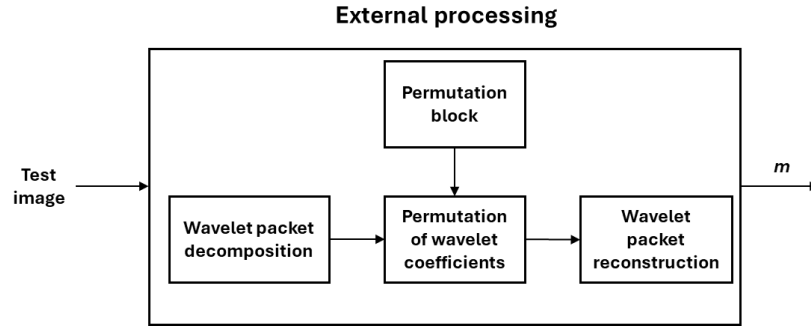 External processing
Permutation
block
Test
image
m
Wavelet packet
decomposition
Permutation
of wavelet
coefficients
Wavelet
packet
reconstruction